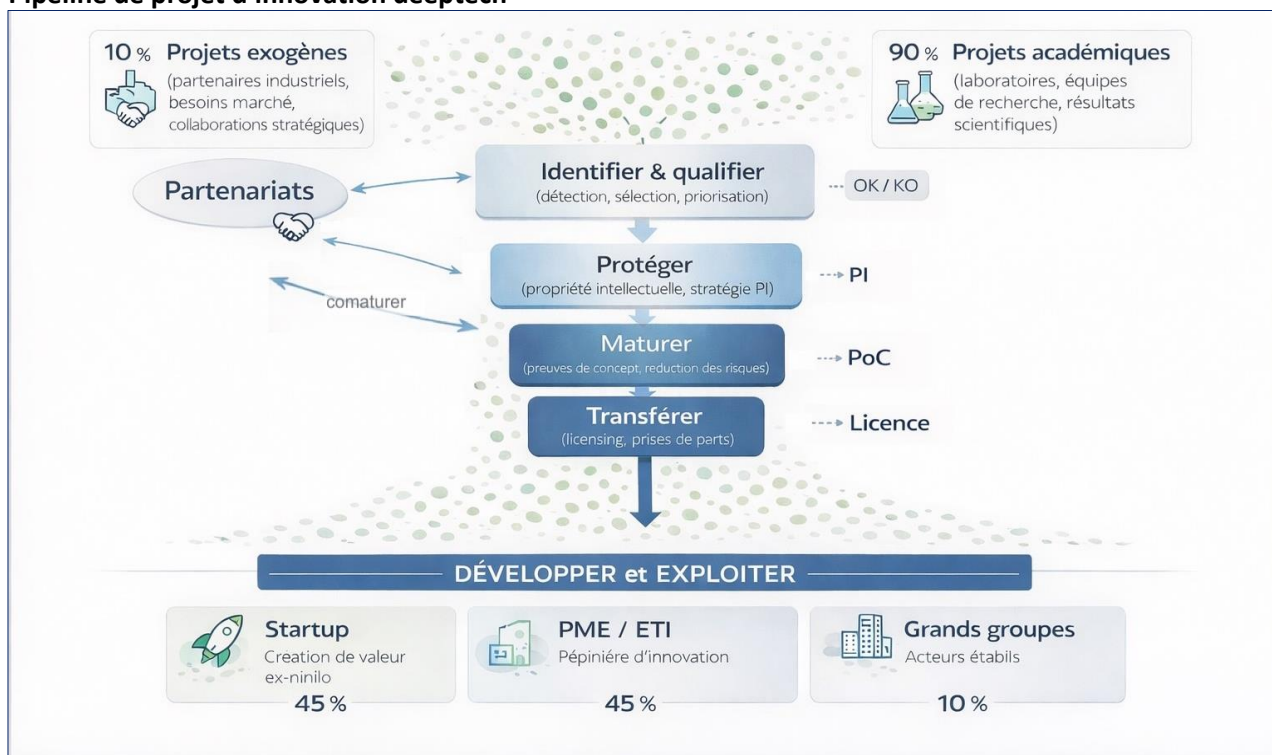 Pipeline de projet d'innovation deeptech
10 % Projets exogènes
(partenaires industriels,
besoins marché,
collaborations stratégiques)
90 % Projets académiques
(laboratoires, équipes
de recherche, résultats
scientifiques)
Partenariats
Identifier & qualifier
(détection, sélection, priorisation)
OK / KO
Protéger
(propriété intellectuelle, stratégie PI)
PI
comaturer
Maturer
(preuves de concept, reduction des risques)
PoC
Transférer
(licensing, prises de parts)
Licence
DÉVELOPPER et EXPLOITER
Startup
Creation de valeur
ex-ninilo
45 %
PME / ETI
Pépiniére d'innovation
45 %
Grands groupes
Acteurs étabils
10 %